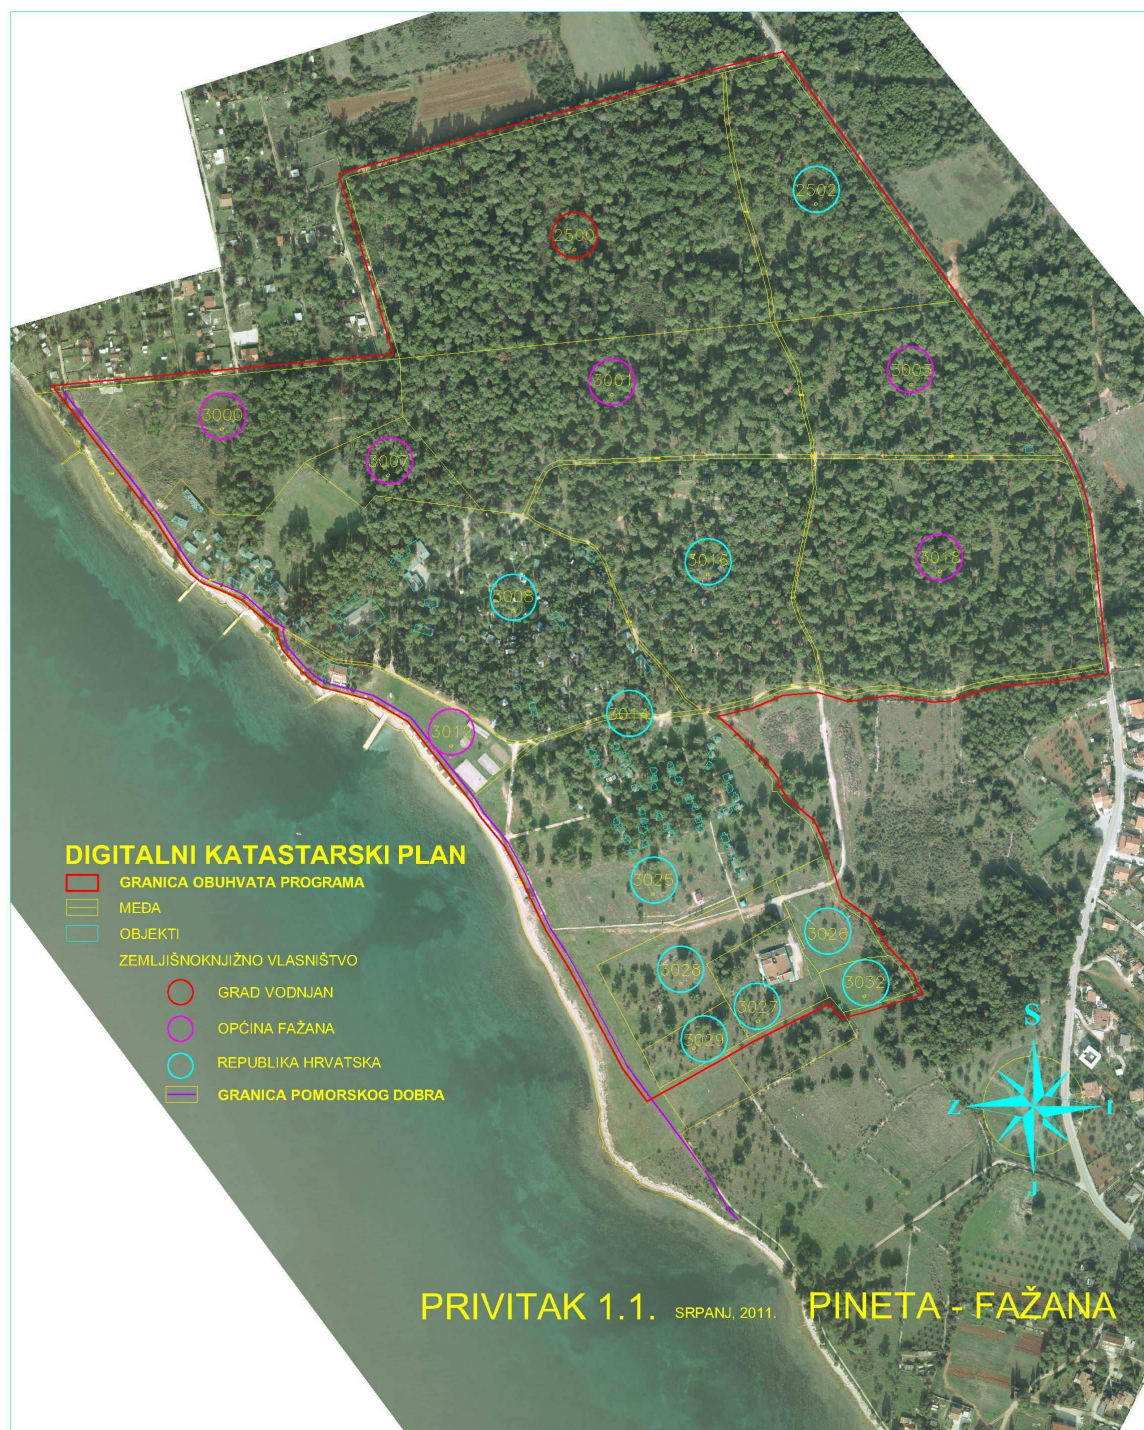 2502
2500
3003
3001
3000
3007
3018
3016
3008
3014
3012
DIGITALNI KATASTARSKI PLAN
GRANICA OBUHVATA PROGRAMA
MEĐA
OBJEKTI
ZEMLJIŠNOKNJIŽNO VLASNIŠTVO
GRAD VODNJAN
OPĆINA FAŽANA
REPUBLIKA HRVATSKA
GRANICA POMORSKOG DOBRA
3025
3026
3028
3032
3027
3029
S
Z
I
J
PRIVITAK 1.1. SRPANJ, 2011. PINETA - FAŽANA